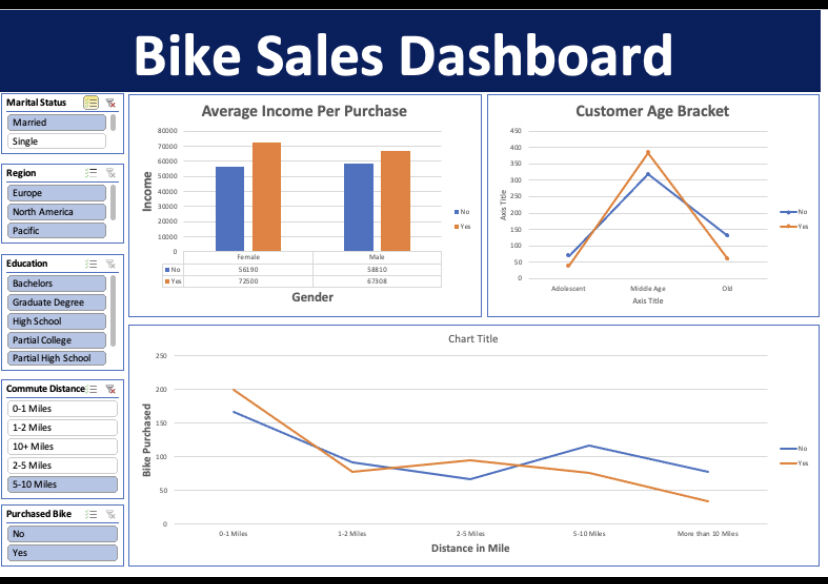 Bike Sales Dashboard
Marital Status
Married
Single
Region
Europe
North America
Pacific
Education
Bachelors
Graduate Degree
High School
Partial College
Partial High School
Commute Distance
0-1 Miles
1-2 Miles
10+ Miles
2-5 Miles
5-10 Miles
Purchased Bike
No
Yes
Average Income Per Purchase
80000
70000
60000
50000
40000
30000
20000
10000
0
Income
Female Male
No 56190 58810
Yes 72500 67308
Gender
No
Yes
Customer Age Bracket
450
400
350
300
250
200
150
100
50
0
Axis Title
Adolescent Middle Age Old
Axis Title
No
Yes
Chart Title
250
200
150
100
50
0
Bike Purchased
0-1 Miles 1-2 Miles 2-5 Miles 5-10 Miles More than 10 Miles
Distance in Mile
No
Yes